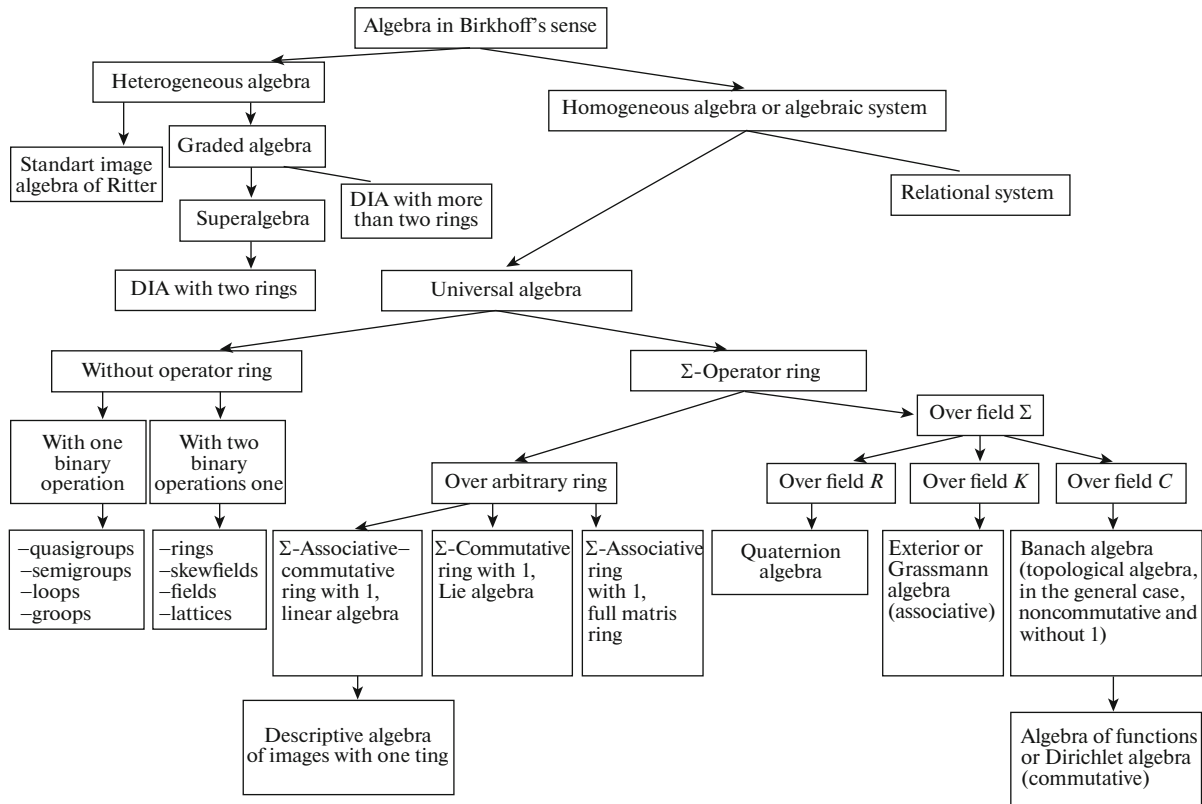 Algebra in Birkhoff's sense
Heterogeneous algebra
Homogeneous algebra or algebraic system
Standart image
algebra of Ritter
Graded algebra
DIA with more
than two rings
Relational system
Superalgebra
DIA with two rings
Universal algebra
Without operator ring
Σ-Operator ring
With one
binary
operation
With two
binary
operations one
Over field Σ
Over arbitrary ring
Over field R
Over field K
Over field C
–quasigroups
–semigroups
–loops
–groops
–rings
–skewfields
–fields
–lattices
Σ-Associative–
commutative
ring with 1,
linear algebra
Σ-Commutative
ring with 1,
Lie algebra
Σ-Associative
ring
with 1,
full matris
ring
Quaternion
algebra
Exterior or
Grassmann
algebra
(associative)
Banach algebra
(topological algebra,
in the general case,
noncommutative and
without 1)
Descriptive algebra
of images with one ting
Algebra of functions
or Dirichlet algebra
(commutative)